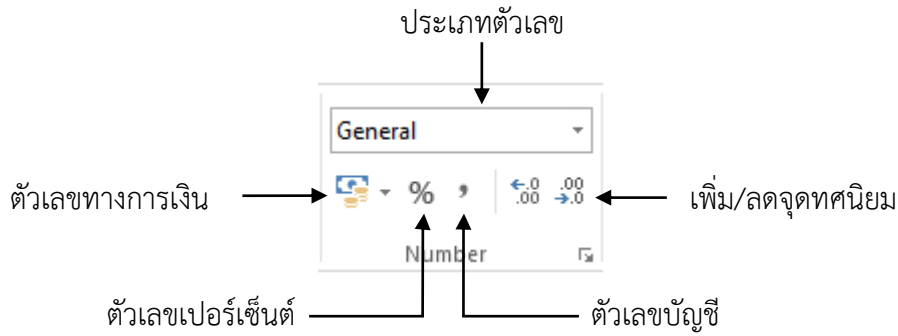 ประเภทตัวเลข
General
ตัวเลขทางการเงิน
% , ←.0 .00 .00 →.0
เพิ่ม/ลดจุดทศนิยม
Number
ตัวเลขเปอร์เซ็นต์
ตัวเลขบัญชี